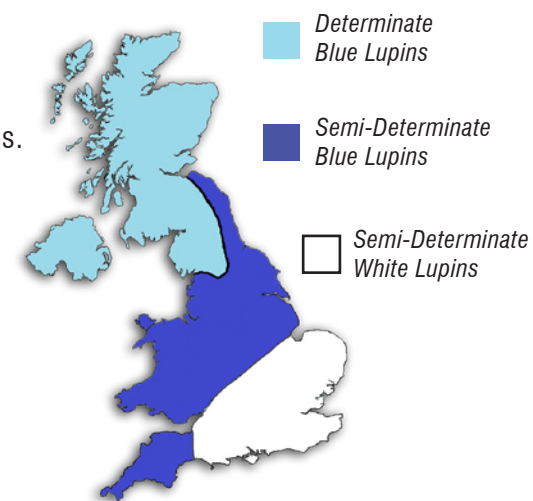 Determinate
Blue Lupins
s.
Semi-Determinate
Blue Lupins
Semi-Determinate
White Lupins